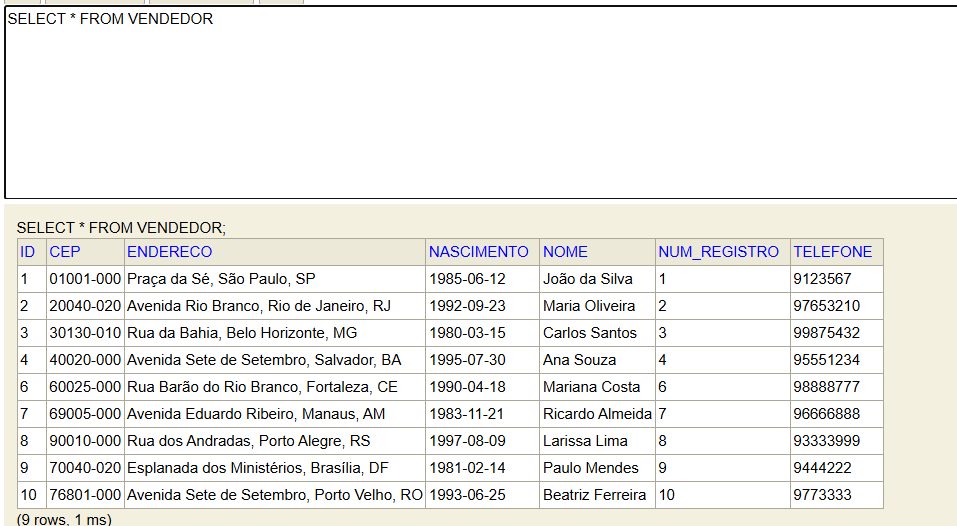 SELECT * FROM VENDEDOR
SELECT * FROM VENDEDOR;
ID CEP ENDERECO NASCIMENTO NOME NUM_REGISTRO TELEFONE
1 01001-000 Praça da Sé, São Paulo, SP 1985-06-12 João da Silva 1 9123567
2 20040-020 Avenida Rio Branco, Rio de Janeiro, RJ 1992-09-23 Maria Oliveira 2 97653210
3 30130-010 Rua da Bahia, Belo Horizonte, MG 1980-03-15 Carlos Santos 3 99875432
4 40020-000 Avenida Sete de Setembro, Salvador, BA 1995-07-30 Ana Souza 4 95551234
6 60025-000 Rua Barão do Rio Branco, Fortaleza, CE 1990-04-18 Mariana Costa 6 98888777
7 69005-000 Avenida Eduardo Ribeiro, Manaus, AM 1983-11-21 Ricardo Almeida 7 96666888
8 90010-000 Rua dos Andradas, Porto Alegre, RS 1997-08-09 Larissa Lima 8 93333999
9 70040-020 Esplanada dos Ministérios, Brasília, DF 1981-02-14 Paulo Mendes 9 9444222
10 76801-000 Avenida Sete de Setembro, Porto Velho, RO 1993-06-25 Beatriz Ferreira 10 9773333
(9 rows, 1 ms)